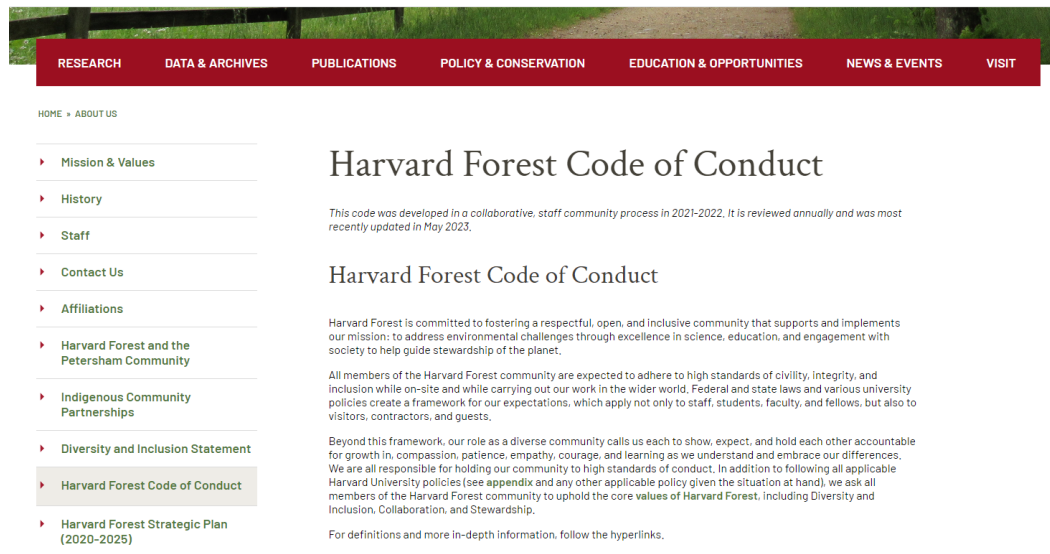 RESEARCH DATA & ARCHIVES PUBLICATIONS POLICY & CONSERVATION EDUCATION & OPPORTUNITIES NEWS & EVENTS VISIT
HOME » ABOUT US
Mission & Values
History
Staff
Contact Us
Affiliations
Harvard Forest and the
Petersham Community
Indigenous Community
Partnerships
Diversity and Inclusion Statement
Harvard Forest Code of Conduct
Harvard Forest Strategic Plan
(2020-2025)
Harvard Forest Code of Conduct
This code was developed in a collaborative, staff community process in 2021-2022. It is reviewed annually and was most
recently updated in May 2023.
Harvard Forest Code of Conduct
Harvard Forest is committed to fostering a respectful, open, and inclusive community that supports and implements
our mission: to address environmental challenges through excellence in science, education, and engagement with
society to help guide stewardship of the planet.
All members of the Harvard Forest community are expected to adhere to high standards of civility, integrity, and
inclusion while on-site and while carrying out our work in the wider world. Federal and state laws and various university
policies create a framework for our expectations, which apply not only to staff, students, faculty, and fellows, but also to
visitors, contractors, and guests.
Beyond this framework, our role as a diverse community calls us each to show, expect, and hold each other accountable
for growth in, compassion, patience, empathy, courage, and learning as we understand and embrace our differences.
We are all responsible for holding our community to high standards of conduct. In addition to following all applicable
Harvard University policies (see appendix and any other applicable policy given the situation at hand), we ask all
members of the Harvard Forest community to uphold the core values of Harvard Forest, including Diversity and
Inclusion, Collaboration, and Stewardship.
For definitions and more in-depth information, follow the hyperlinks.